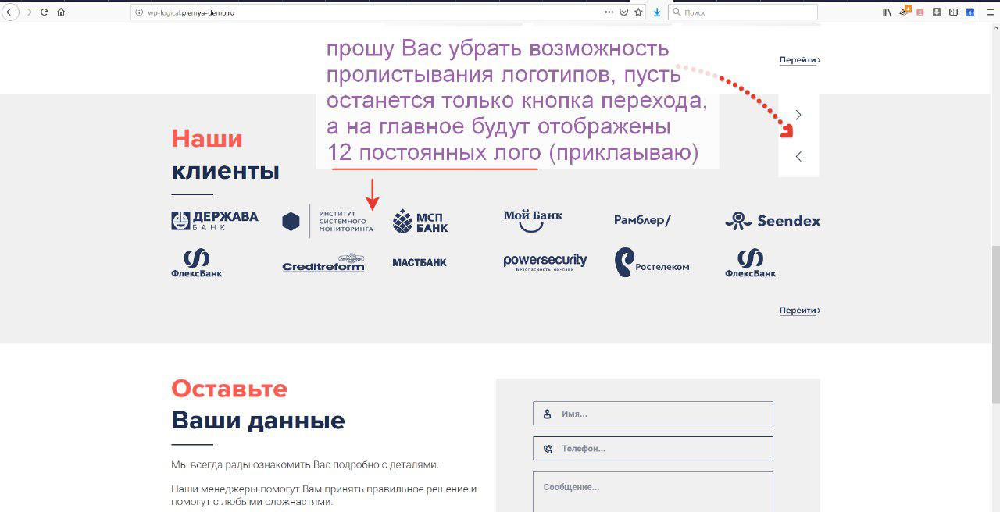 wp-logical.plemya-demo.ru
Поиск
4
6
прошу Вас убрать возможность
пролистывания логотипов, пусть
останется только кнопка перехода,
а на главное будут отображены
12 постоянных лого (приклаываю)
Перейти
Наши
клиенты
ДЕРЖАВА
БАНК
ИНСТИТУТ
СИСТЕМНОГО
МОНИТОРИНГА
МСП
БАНК
Мой Банк
Рамблер/
Seendex
ФлексБанк
Creditreform
МАСТБАНК
powersecurity
Безопасность он-лайн
Ростелеком
ФлексБанк
Перейти
Оставьте
Ваши данные
Мы всегда рады ознакомить Вас подробно с деталями.
Наши менеджеры помогут Вам принять правильное решение и
помогут с любыми сложностями.
Имя...
Телефон...
Сообщение...